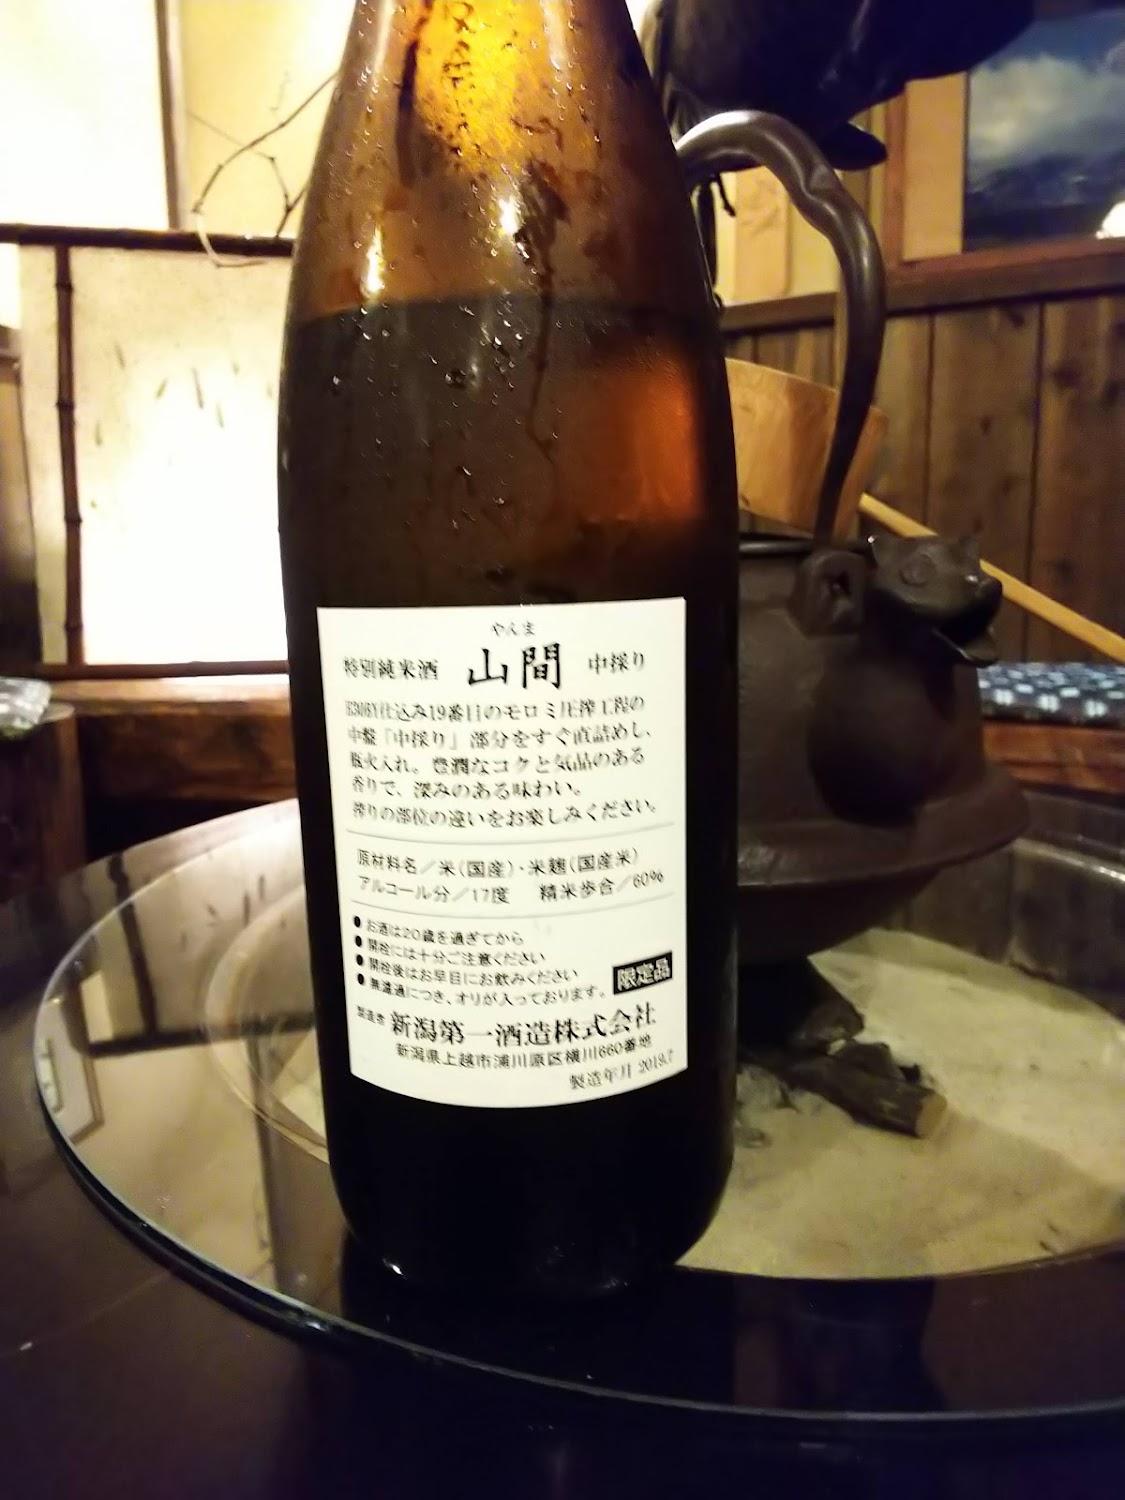 やんま
特別純米酒 山間 中採り
H30BY仕込み19番目のモロミ圧搾工程の
中盤「中採り」部分をすぐ直詰めし、
瓶火入れ。豊潤なコクと気品のある
香りで、深みのある味わい。
搾りの部位の違いをお楽しみください。
原材料名／米(国産)・米麹(国産米)
アルコール分／17度 精米歩合／60%
●お酒は20歳を過ぎてから
●開栓には十分ご注意ください
●開栓後はお早目にお飲みください
●無濾過につき、オリが入っております。
限定品
製造者 新潟第一酒造株式会社
新潟県上越市浦川原区横川660番地
製造年月 2019.7